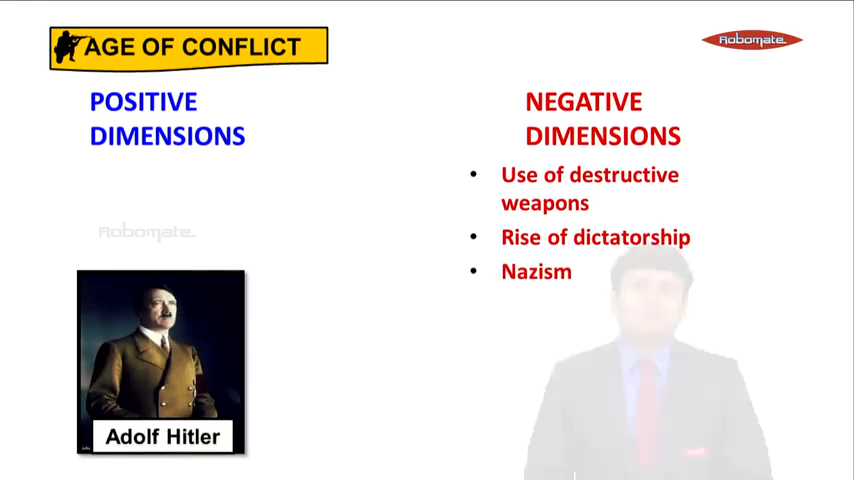 AGE OF CONFLICT
Robomate
POSITIVE
DIMENSIONS
NEGATIVE
DIMENSIONS
• Use of destructive
weapons
• Rise of dictatorship
• Nazism
Robomate
Adolf Hitler